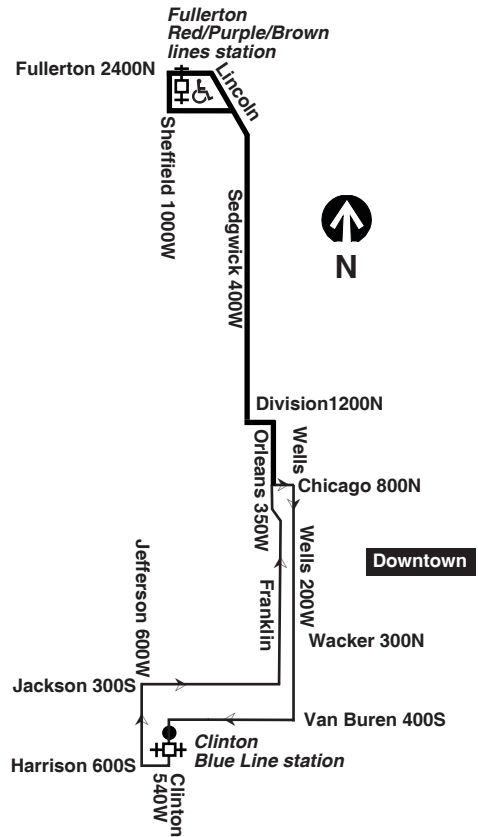 Fullerton
Red/Purple/Brown
lines station
Fullerton 2400N
Lincoln
Sheffield 1000W
Sedgwick 400W
N
Division1200N
Wells
Orleans 350W
Chicago 800N
Wells 200W
Downtown
Jefferson 600W
Franklin
Wacker 300N
Jackson 300S
Van Buren 400S
Clinton
Blue Line station
Harrison 600S
Clinton
540W